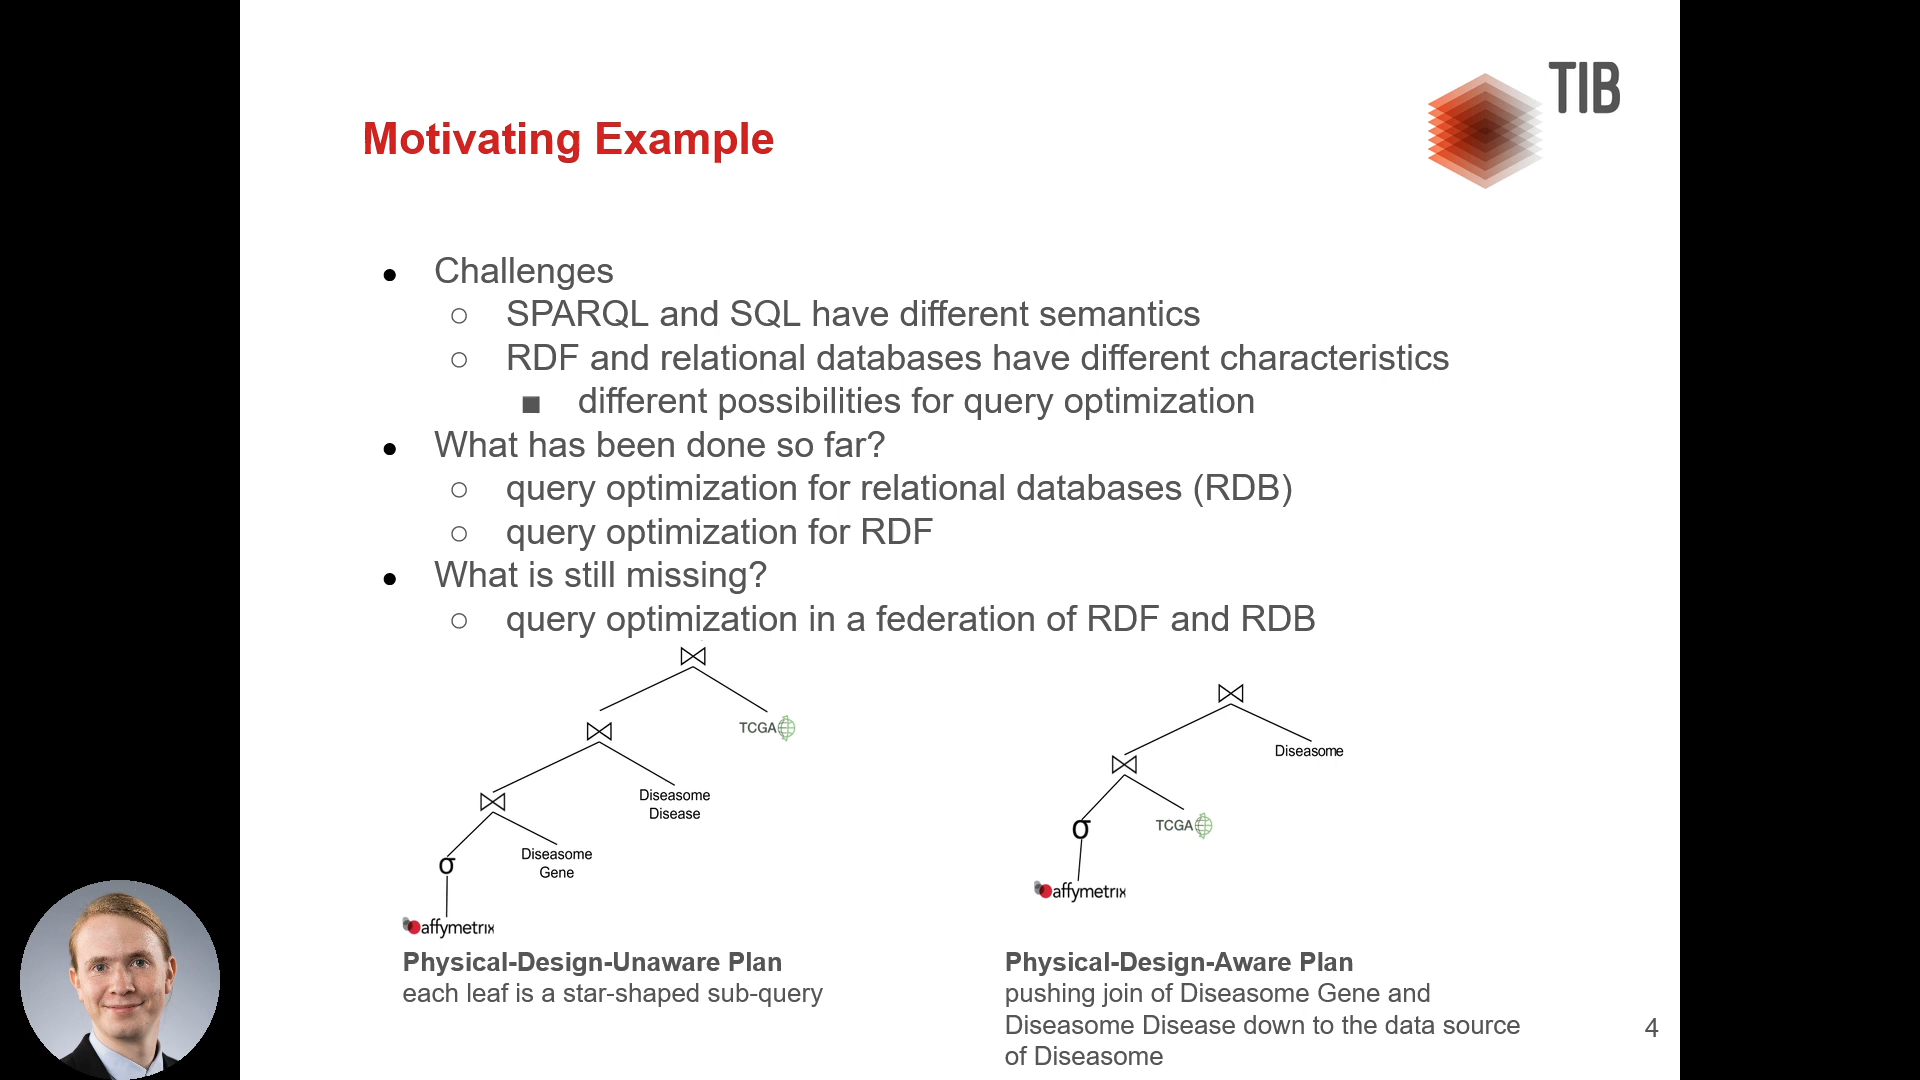 TIB
Motivating Example
● Challenges
○ SPARQL and SQL have different semantics
○ RDF and relational databases have different characteristics
■ different possibilities for query optimization
● What has been done so far?
○ query optimization for relational databases (RDB)
○ query optimization for RDF
● What is still missing?
○ query optimization in a federation of RDF and RDB
⋈
TCGA
⋈
Diseasome
Disease
⋈
Diseasome
Gene
σ
affymetrix
Physical-Design-Unaware Plan
each leaf is a star-shaped sub-query
⋈
Diseasome
⋈
TCGA
σ
affymetrix
Physical-Design-Aware Plan
pushing join of Diseasome Gene and
Diseasome Disease down to the data source
of Diseasome
4